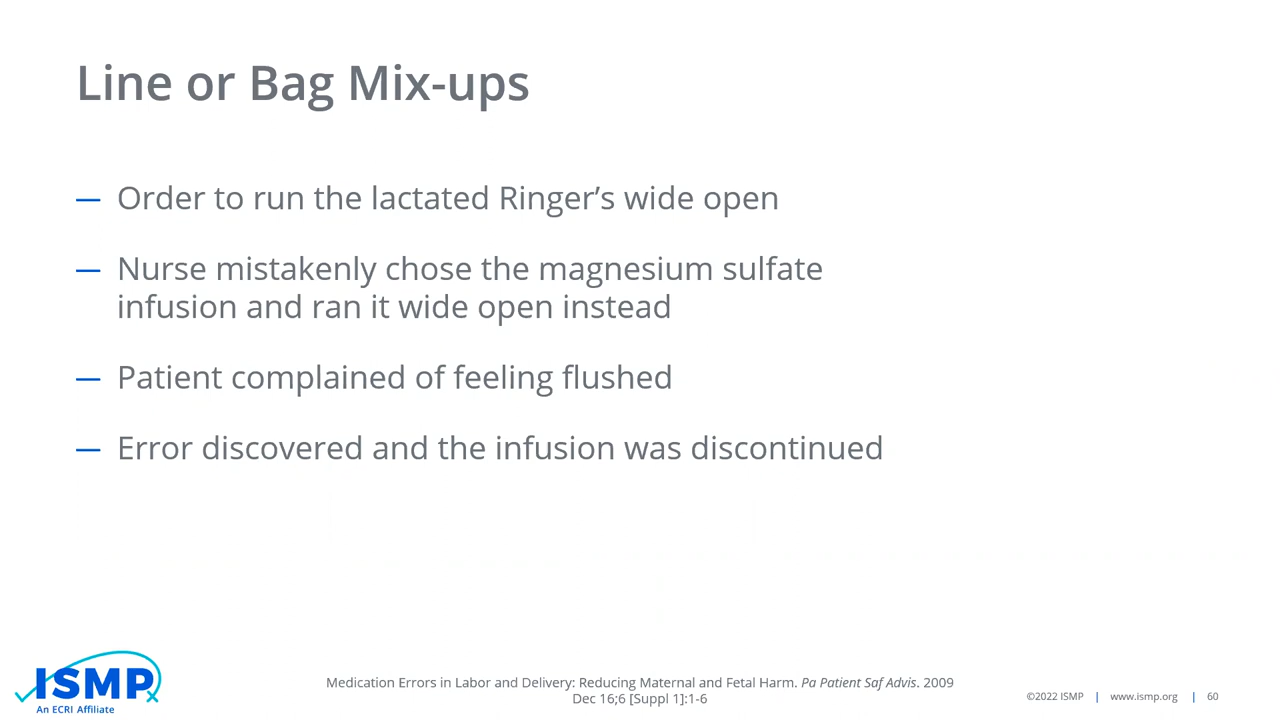 Line or Bag Mix-ups
— Order to run the lactated Ringer’s wide open
— Nurse mistakenly chose the magnesium sulfate
infusion and ran it wide open instead
— Patient complained of feeling flushed
— Error discovered and the infusion was discontinued
ISMP
An ECRI Affiliate
Medication Errors in Labor and Delivery: Reducing Maternal and Fetal Harm. Pa Patient Saf Advis. 2009
Dec 16;6 [Suppl 1]:1-6
©2022 ISMP | www.ismp.org | 60